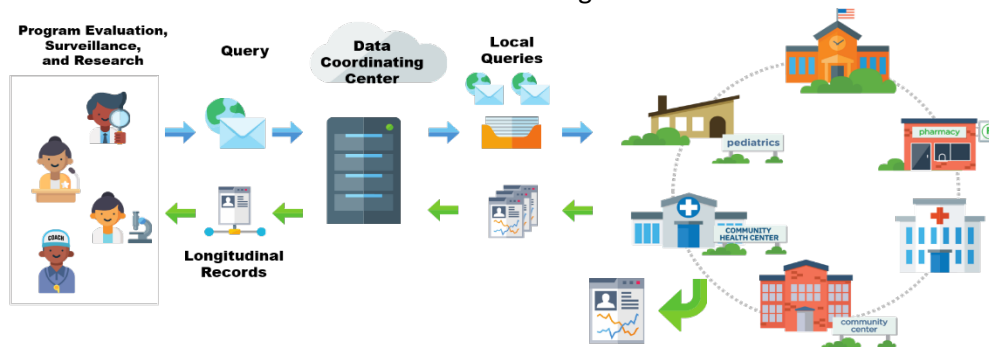 Program Evaluation,
Surveillance,
and Research
Query
Data
Coordinating
Center
Local
Queries
Longitudinal
Records
pediatrics
pharmacy
COMMUNITY
HEALTH CENTER
community
center
COACH